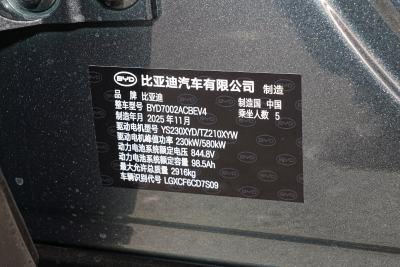 BYD 比亚迪汽车有限公司 制造
品 牌 比亚迪 制造国 中国
整车型号 BYD7002ACBEV4 乘坐人数 5
制造年月 2025年11月
驱动电机型号 YS230XYD/TZ210XYW
驱动电机峰值功率 230kW/580kW
动力电池系统额定电压 844.8V
动力电池系统额定容量 98.5Ah
最大允许总质量 2916kg
车辆识别代号 LGXCF6CD7S09